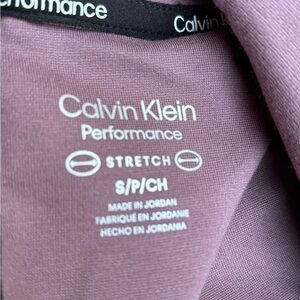 Performance
Calvin
Calvin Klein
Performance
STRETCH
S/P/CH
MADE IN JORDAN
FABRIQUÉ EN JORDANIE
HECHO EN JORDANIA